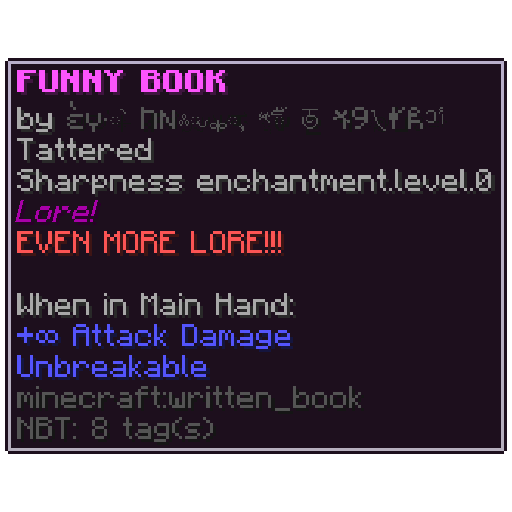 FUNNY BOOK
by
Tattered
Sharpness enchantment.level.0
Lore!
EVEN MORE LORE!!!
When in Main Hand:
+∞ Attack Damage
Unbreakable
minecraft:written_book
NBT: 8 tag(s)